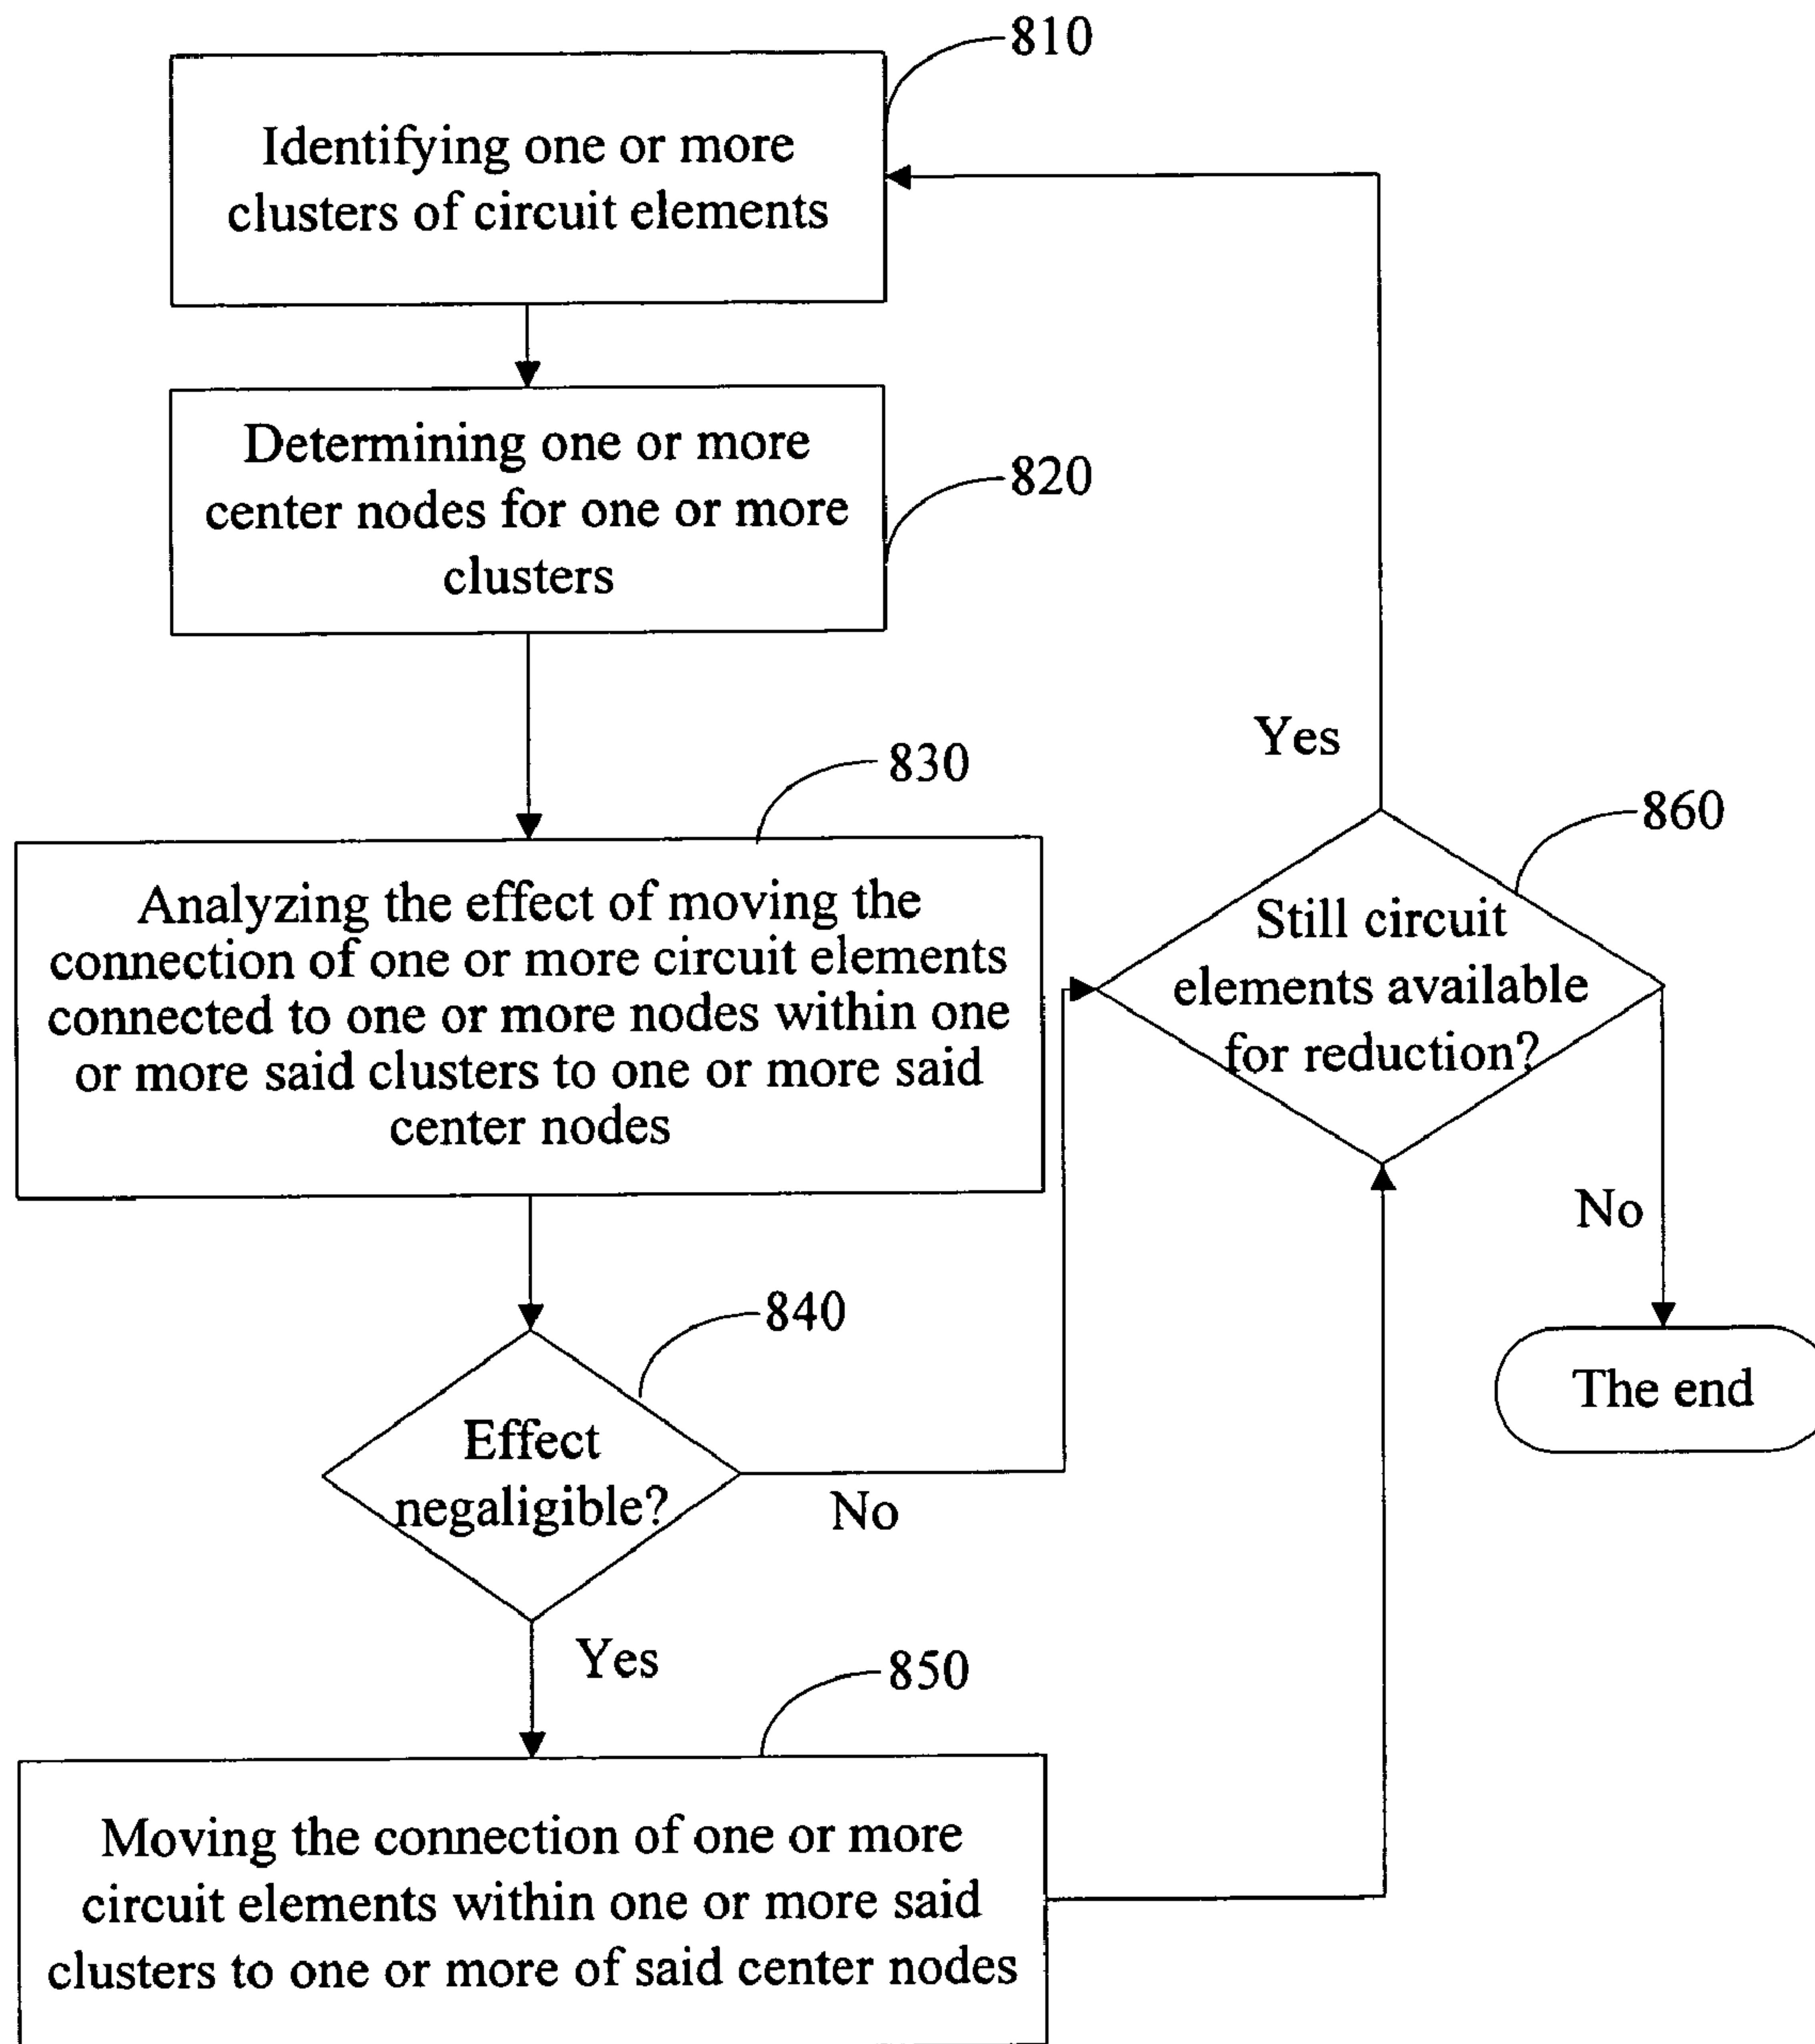 810
Identifying one or more
clusters of circuit elements
Determining one or more
center nodes for one or more
clusters
820
Yes
830
860
Analyzing the effect of moving the
connection of one or more circuit elements
connected to one or more nodes within one
or more said clusters to one or more said
center nodes
Still circuit
elements available
for reduction?
No
840
The end
Effect
negaligible?
No
Yes
850
Moving the connection of one or more
circuit elements within one or more said
clusters to one or more of said center nodes